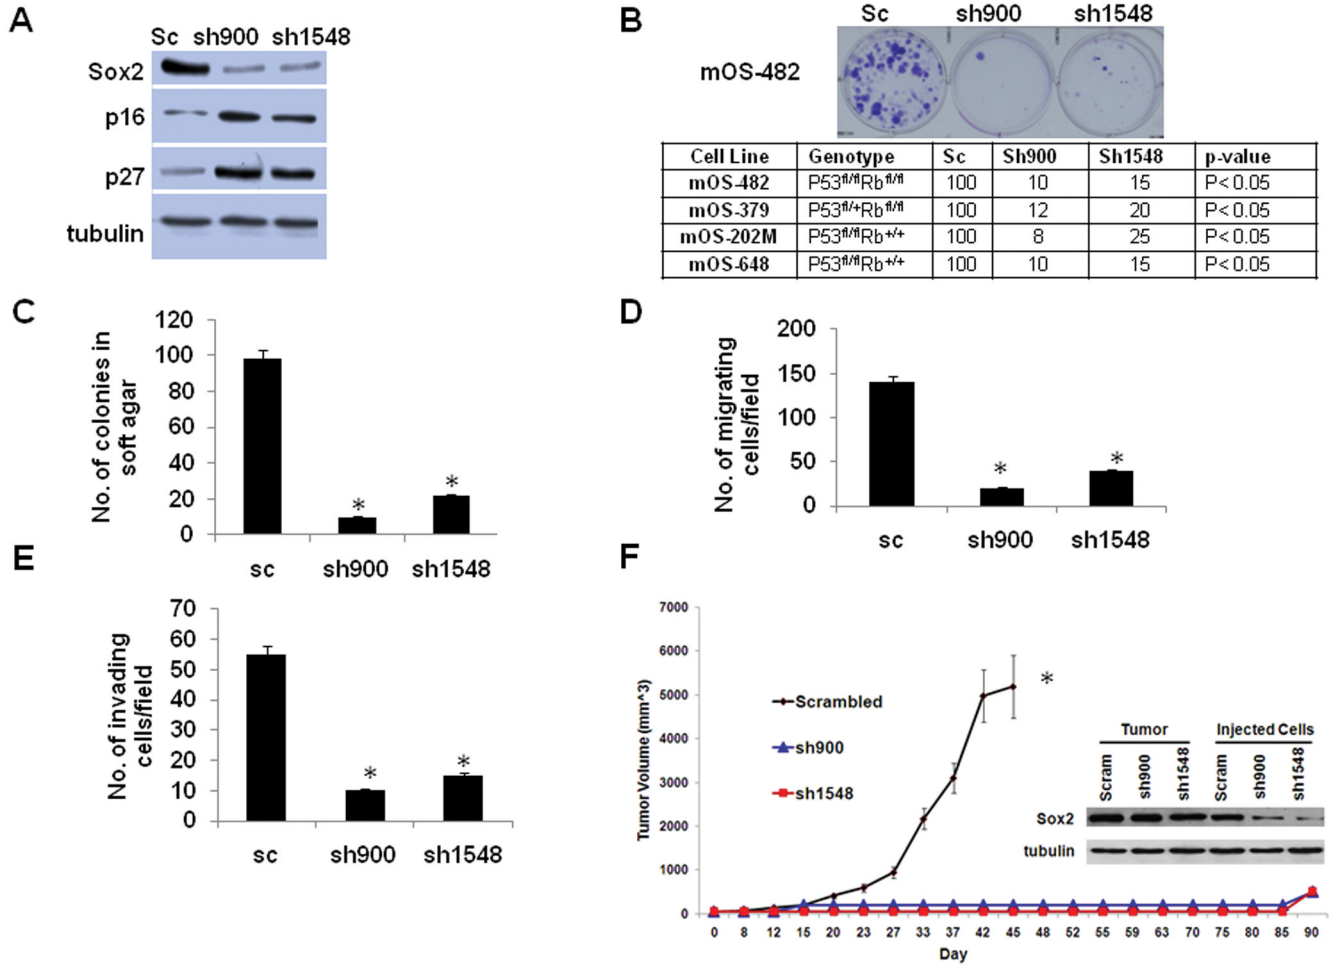 A
Sc sh900 sh1548
Sox2
p16
p27
tubulin
B
Sc sh900 sh1548
mOS-482
Cell Line Genotype Sc Sh900 Sh1548 p-value
mOS-482 P53fl/flRbfl/fl 100 10 15 P< 0.05
mOS-379 P53fl/+Rbfl/fl 100 12 20 P< 0.05
mOS-202M P53fl/flRb+/+ 100 8 25 P< 0.05
mOS-648 P53fl/flRb+/+ 100 10 15 P< 0.05
C
No. of colonies in
soft agar
120
100
80
60
40
20
0
* *
sc sh900 sh1548
D
No. of migrating
cells/field
200
150
100
50
0
* *
sc sh900 sh1548
E
No. of invading
cells/field
70
60
50
40
30
20
10
0
* *
sc sh900 sh1548
F
Tumor Volume (mm^3)
7000
6000
5000
4000
3000
2000
1000
0
Scrambled
sh900
sh1548
*
Tumor Injected Cells
Scram sh900 sh1548 Scram sh900 sh1548
Sox2
tubulin
0 8 12 15 20 23 27 33 37 42 45 48 52 55 59 63 70 75 80 85 90
Day